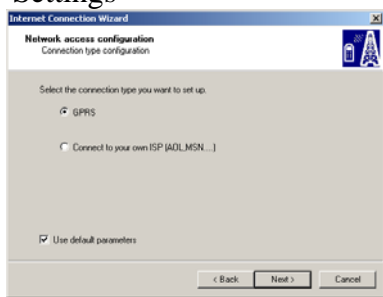 Settings
Internet Connection Wizard
Network access configuration
Connection type configuration
Select the connection type you want to set up.
GPRS
Connect to your own ISP (AOL,MSN....)
Use default parameters
< Back Next > Cancel